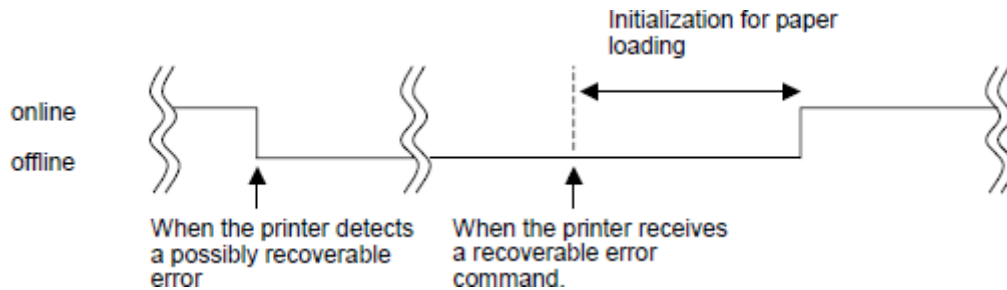 Initialization for paper
loading
online
offline
When the printer detects
a possibly recoverable
error
When the printer receives
a recoverable error
command.